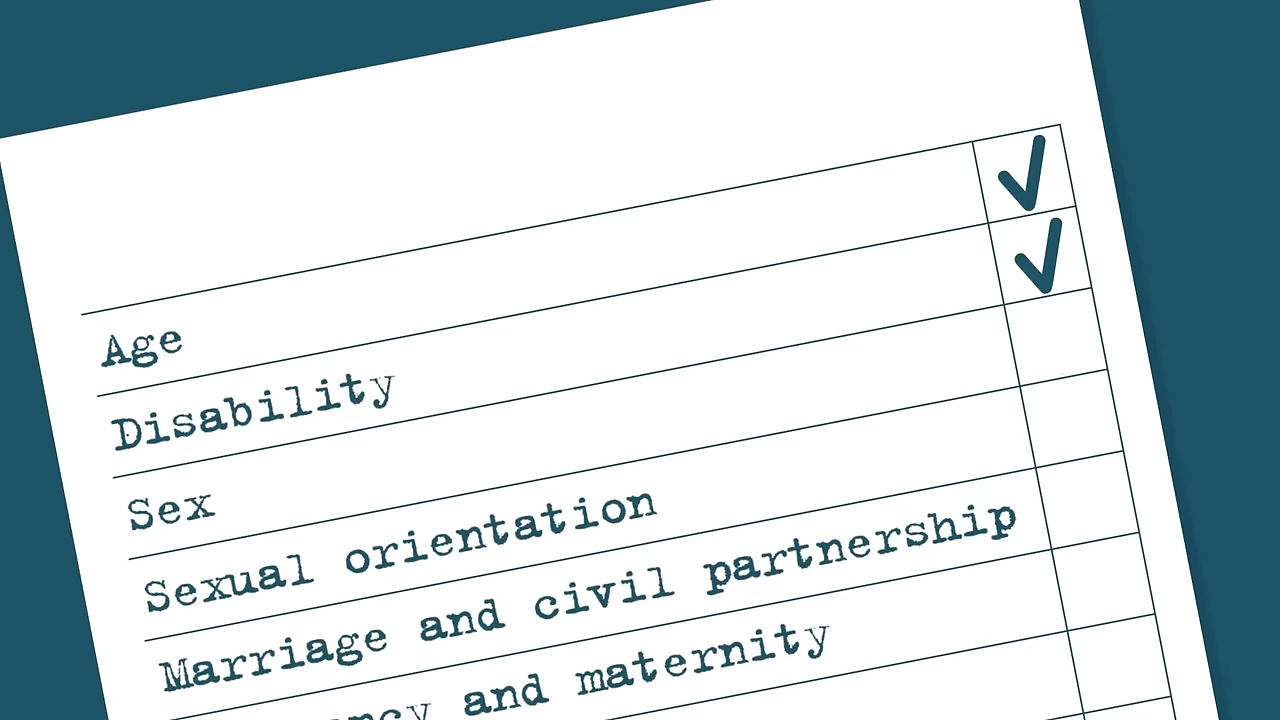 Age
Disability
Sex
Sexual orientation
Marriage and civil partnership
and maternity